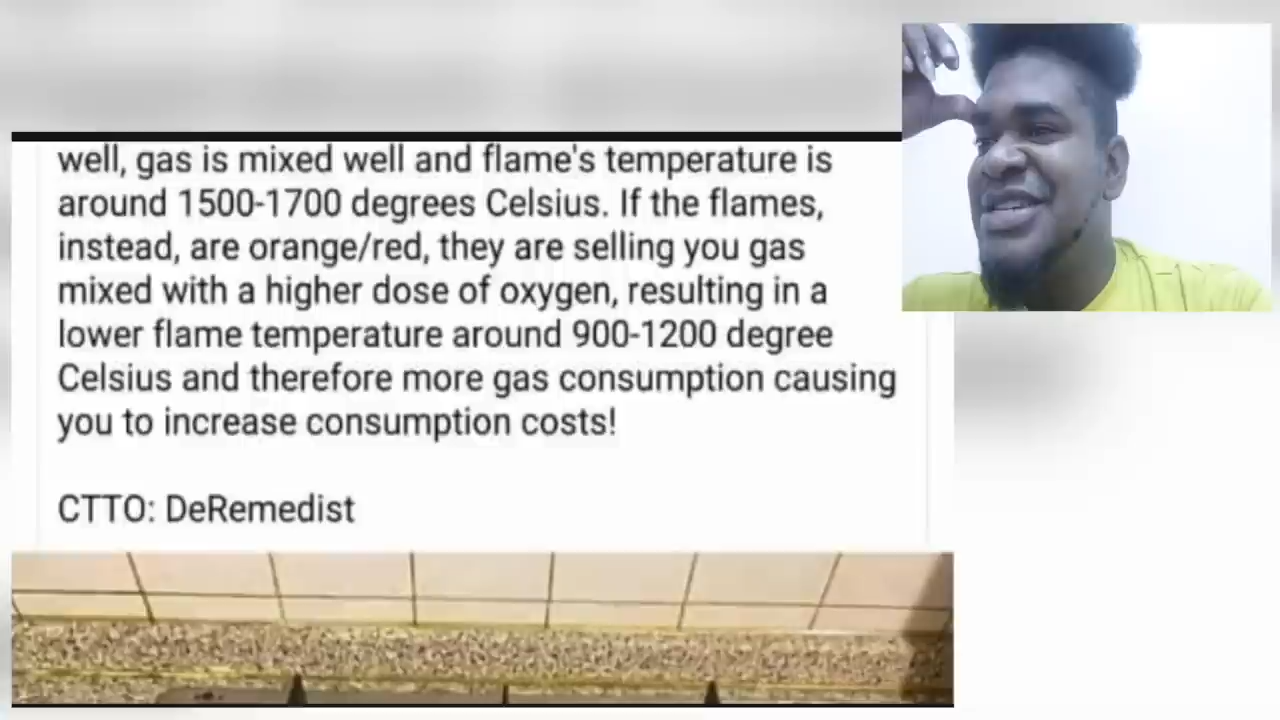 well, gas is mixed well and flame's temperature is
around 1500-1700 degrees Celsius. If the flames,
instead, are orange/red, they are selling you gas
mixed with a higher dose of oxygen, resulting in a
lower flame temperature around 900-1200 degree
Celsius and therefore more gas consumption causing
you to increase consumption costs!
CTTO: DeRemedist